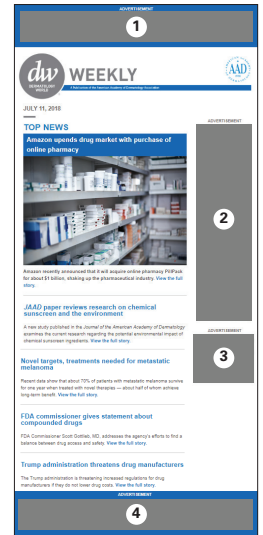 ADVERTISEMENT
1
dw
DERMATOLOGY
WORLD
WEEKLY
A Publication of the American Academy of Dermatology Association
AAD
JULY 11, 2018
TOP NEWS
Amazon upends drug market with purchase of
online pharmacy
Amazon recently announced that it will acquire online pharmacy PillPack
for about $1 billion, shaking up the pharmaceutical industry. View the full
story.
JAAD paper reviews research on chemical
sunscreen and the environment
A new study published in the Journal of the American Academy of Dermatology
examines the current research regarding the potential environmental impact of
chemical sunscreen ingredients. View the full story.
Novel targets, treatments needed for metastatic
melanoma
Recent data show that about 70% of patients with metastatic melanoma survive
for one year when treated with novel therapies — about half of whom achieve
long-term benefit. View the full story.
FDA commissioner gives statement about
compounded drugs
FDA Commissioner Scott Gottlieb, MD, addresses the agency's efforts to find a
balance between drug access and safety. View the full story.
Trump administration threatens drug manufacturers
The Trump administration is threatening increased regulations for drug
manufacturers if they do not lower drug costs. View the full story.
ADVERTISEMENT
2
ADVERTISEMENT
3
ADVERTISEMENT
4